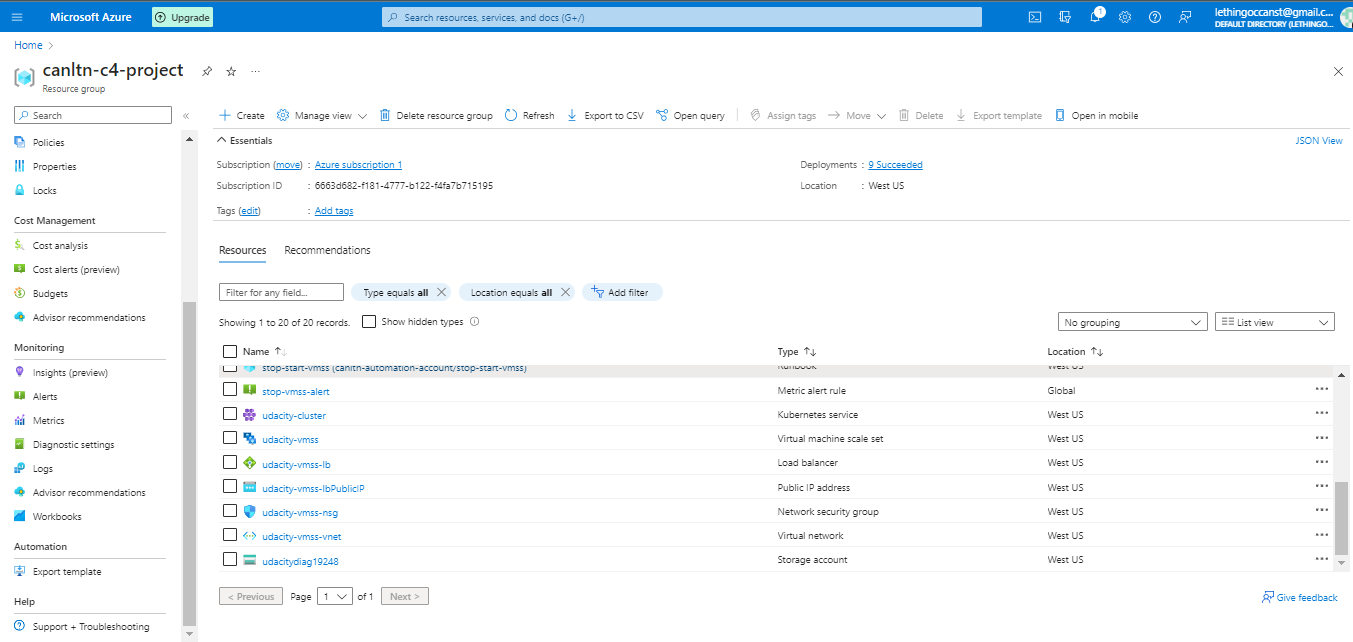 Microsoft Azure
Upgrade
Search resources, services, and docs (G+/)
1
lethingoccanst@gmail.c...
DEFAULT DIRECTORY (LETHINGO...
Home >
canltn-c4-project
...
Resource group
Search
«
Policies
Properties
Locks
Cost Management
Cost analysis
Cost alerts (preview)
Budgets
Advisor recommendations
Monitoring
Insights (preview)
Alerts
Metrics
Diagnostic settings
Logs
Advisor recommendations
Workbooks
Automation
Export template
Help
Support + Troubleshooting
Create Manage view Delete resource group Refresh Export to CSV Open query Assign tags Move Delete Export template Open in mobile
Essentials
JSON View
Subscription (move) : Azure subscription 1
Deployments : 9 Succeeded
Subscription ID : 6663d682-f181-4777-b122-f4fa7b715195
Location : West US
Tags (edit) : Add tags
Resources Recommendations
Filter for any field... Type equals all Location equals all Add filter
Showing 1 to 20 of 20 records. Show hidden types
No grouping List view
Name Type Location
stop-start-vmss (canltn-automation-account/stop-start-vmss) Runbook West US
stop-vmss-alert Metric alert rule Global
udacity-cluster Kubernetes service West US
udacity-vmss Virtual machine scale set West US
udacity-vmss-lb Load balancer West US
udacity-vmss-lbPublicIP Public IP address West US
udacity-vmss-nsg Network security group West US
udacity-vmss-vnet Virtual network West US
udacitydiag19248 Storage account West US
< Previous Page 1 of 1 Next >
Give feedback